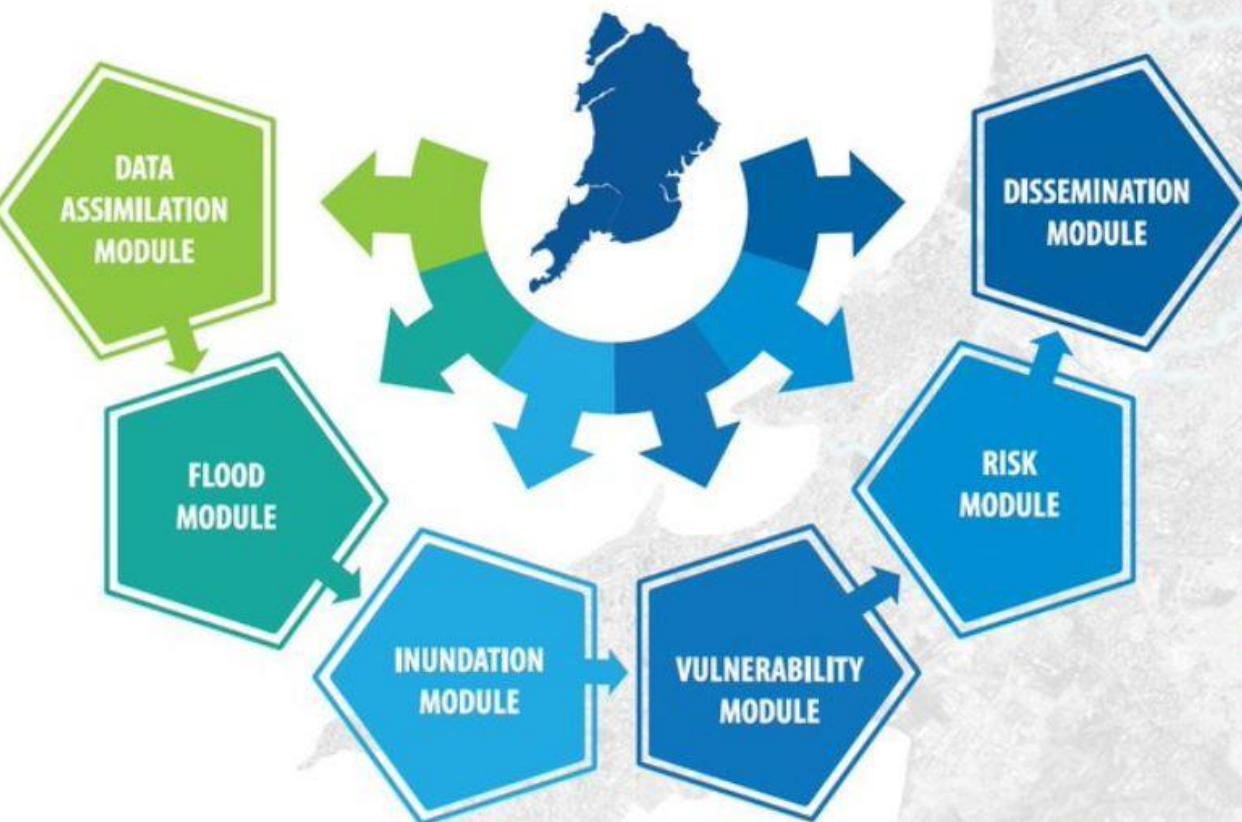 DATA
ASSIMILATION
MODULE
FLOOD
MODULE
INUNDATION
MODULE
VULNERABILITY
MODULE
RISK
MODULE
DISSEMINATION
MODULE